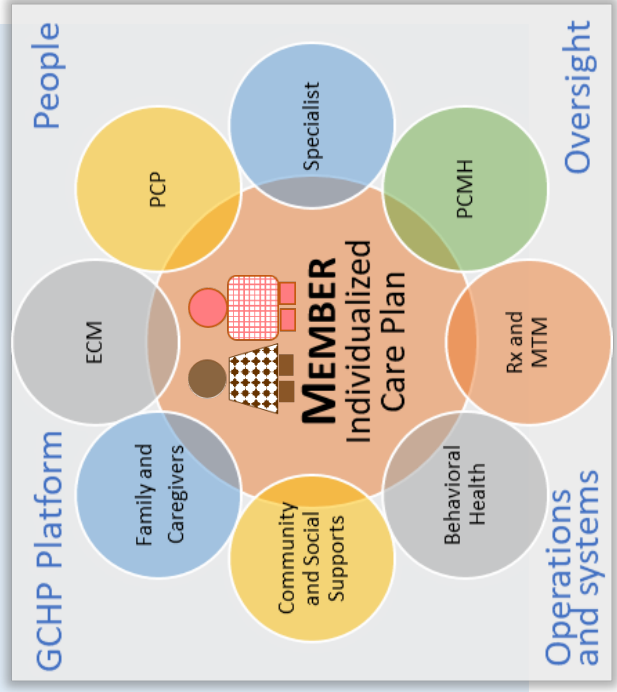 GCHP Platform
People
ECM
Family and
Caregivers
PCP
Community
and Social
Supports
MEMBER
Individualized
Care Plan
Specialist
Behavioral
Health
PCMH
Rx and
MTM
Operations
and systems
Oversight